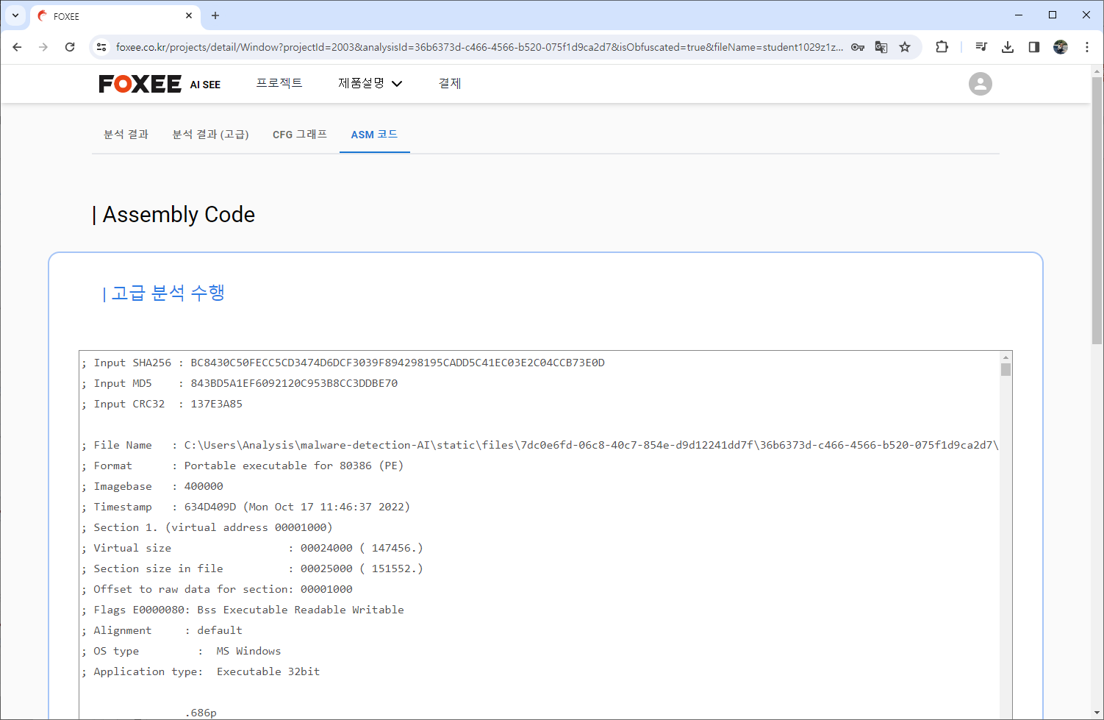 FOXEE
foxee.co.kr/projects/detail/Window?projectId=2003&analysisId=36b6373d-c466-4566-b520-075f1d9ca2d7&isObfuscated=true&fileName=student1029z1z...
FOXEE AI SEE 프로젝트 제품설명 결제
분석 결과 분석 결과 (고급) CFG 그래프 ASM 코드
| Assembly Code
| 고급 분석 수행
; Input SHA256 : BC8430C50FECC5CD3474D6DCF3039F894298195CADD5C41EC03E2C04CCB73E0D
; Input MD5    : 843BD5A1EF6092120C953B8CC3DDBE70
; Input CRC32  : 137E3A85
; File Name   : C:\Users\Analysis\malware-detection-AI\static\files\7dc0e6fd-06c8-40c7-854e-d9d12241dd7f\36b6373d-c466-4566-b520-075f1d9ca2d7\
; Format      : Portable executable for 80386 (PE)
; Imagebase   : 400000
; Timestamp   : 634D409D (Mon Oct 17 11:46:37 2022)
; Section 1. (virtual address 00001000)
; Virtual size                  : 00024000 ( 147456.)
; Section size in file          : 00025000 ( 151552.)
; Offset to raw data for section: 00001000
; Flags E0000080: Bss Executable Readable Writable
; Alignment     : default
; OS type         :  MS Windows
; Application type:  Executable 32bit
.686p